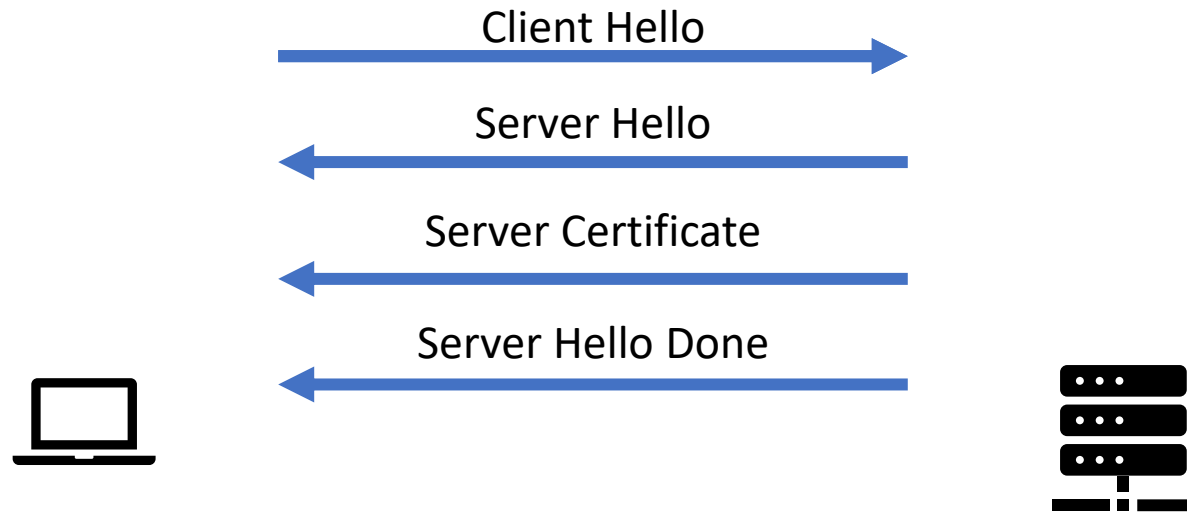 Client Hello
Server Hello
Server Certificate
Server Hello Done